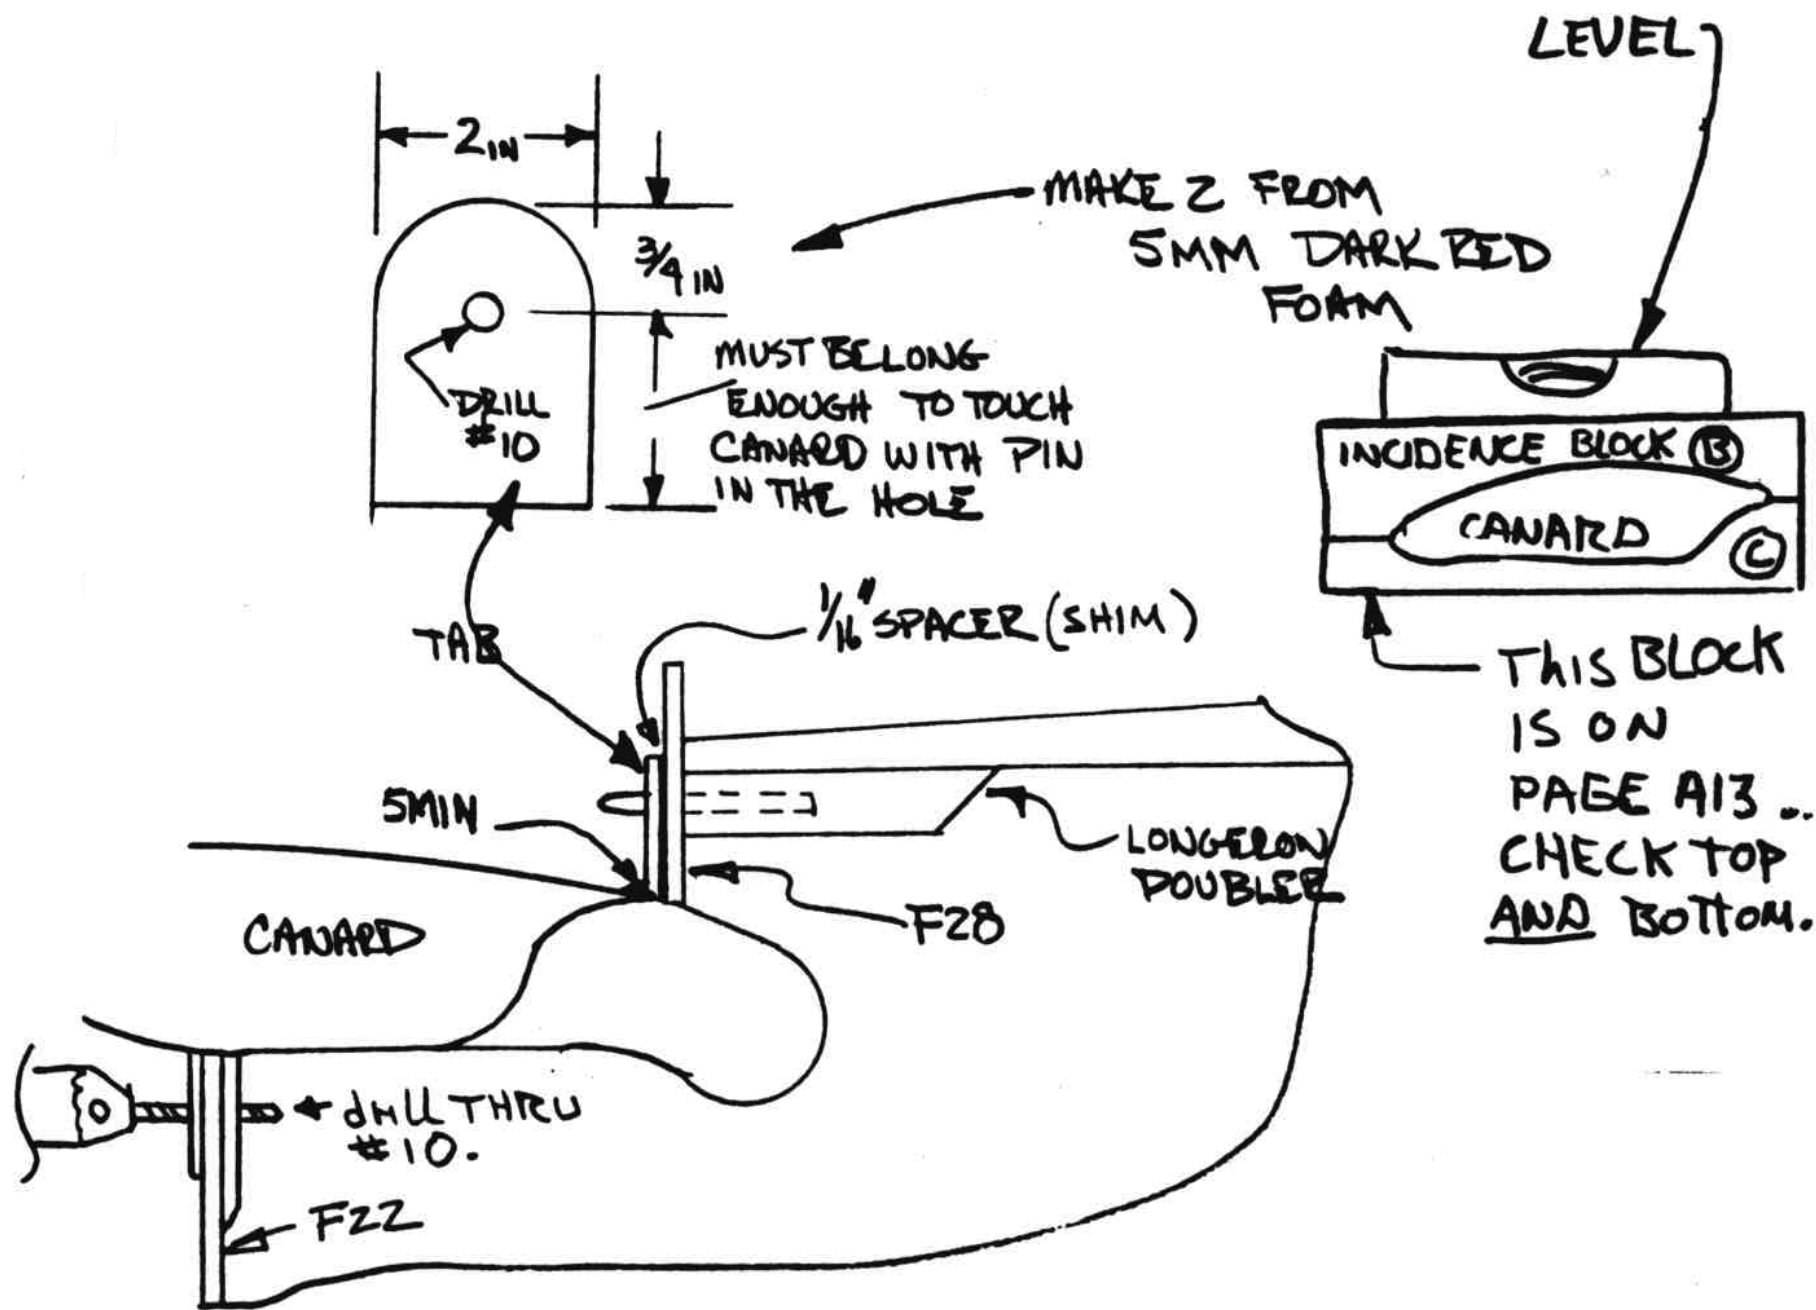 LEVEL
2 IN
3/4 IN
MAKE 2 FROM
5MM DARK RED
FOAM
DRILL
#10
MUST BE LONG
ENOUGH TO TOUCH
CANARD WITH PIN
IN THE HOLE
INCIDENCE BLOCK B
CANARD
C
TAB
1/16" SPACER (SHIM)
THIS BLOCK
IS ON
PAGE A13 ..
CHECK TOP
AND BOTTOM.
5MIN
LONGERON
DOUBLER
F28
CANARD
drill THRU
#10.
F22